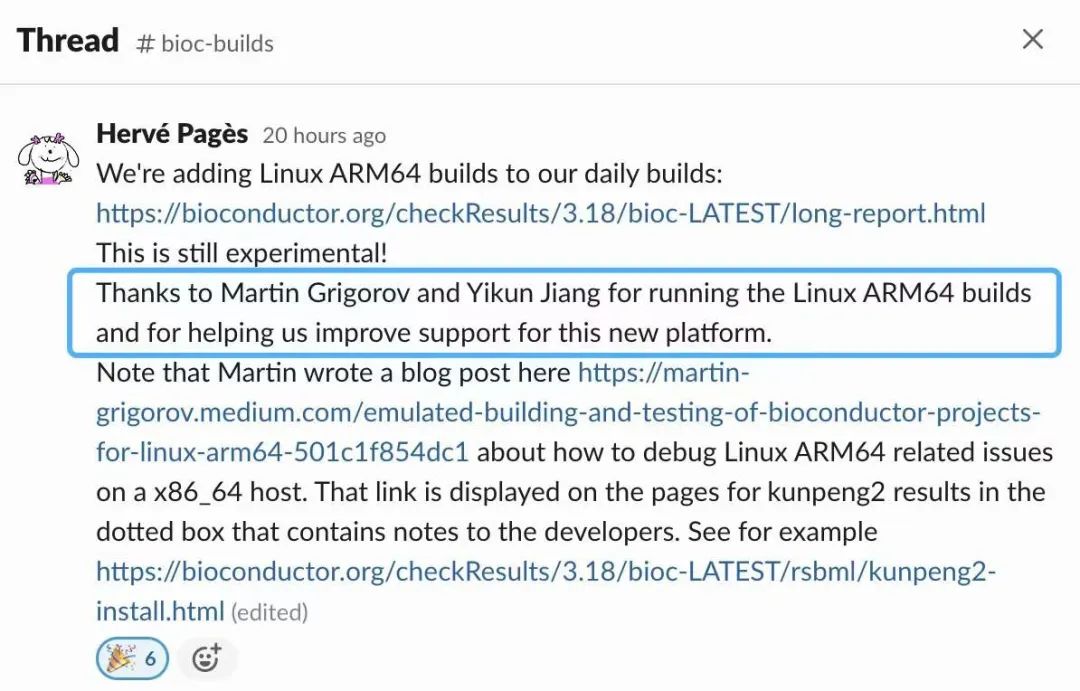 Thread # bioc-builds
Hervé Pagès 20 hours ago
We're adding Linux ARM64 builds to our daily builds:
https://bioconductor.org/checkResults/3.18/bioc-LATEST/long-report.html
This is still experimental!
Thanks to Martin Grigorov and Yikun Jiang for running the Linux ARM64 builds
and for helping us improve support for this new platform.
Note that Martin wrote a blog post here https://martin-
grigorov.medium.com/emulated-building-and-testing-of-bioconductor-projects-
for-linux-arm64-501c1f854dc1 about how to debug Linux ARM64 related issues
on a x86_64 host. That link is displayed on the pages for kunpeng2 results in the
dotted box that contains notes to the developers. See for example
https://bioconductor.org/checkResults/3.18/bioc-LATEST/rsbml/kunpeng2-
install.html (edited)
6